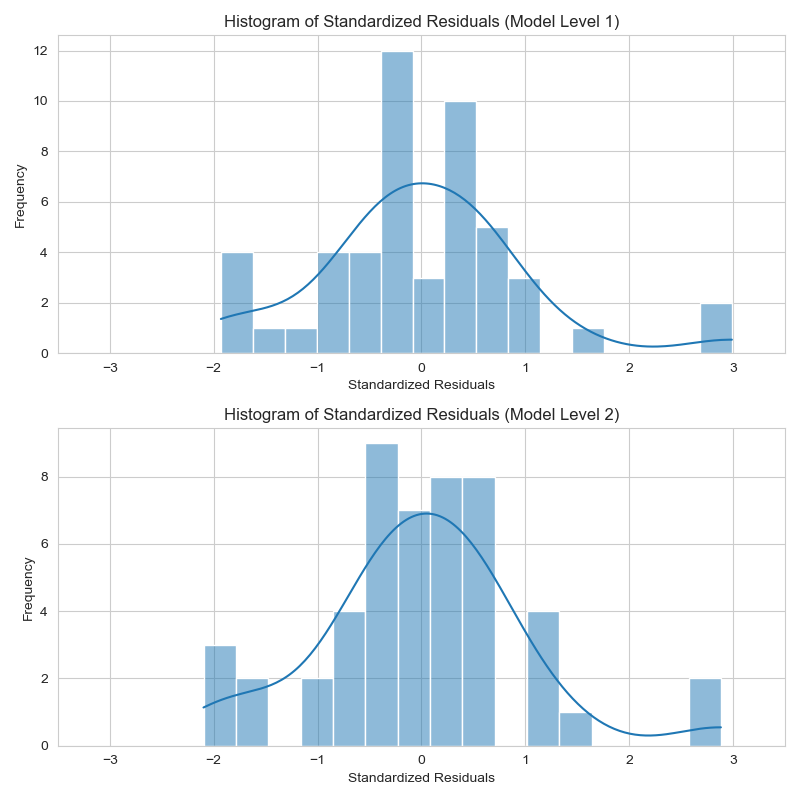 Histogram of Standardized Residuals (Model Level 1)
12
10
8
6
4
2
0
Frequency
−3 −2 −1 0 1 2 3
Standardized Residuals
Histogram of Standardized Residuals (Model Level 2)
8
6
4
2
0
Frequency
−3 −2 −1 0 1 2 3
Standardized Residuals